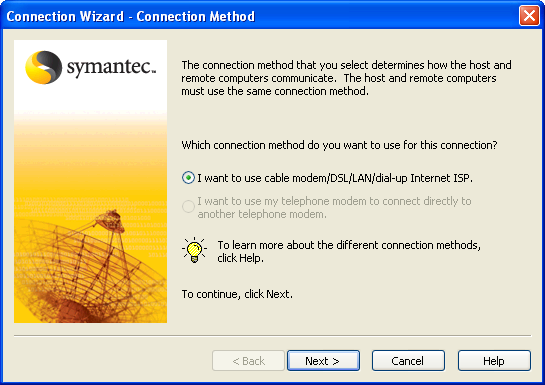 Connection Wizard - Connection Method
symantec™
The connection method that you select determines how the host and
remote computers communicate. The host and remote computers
must use the same connection method.
Which connection method do you want to use for this connection?
I want to use cable modem/DSL/LAN/dial-up Internet ISP.
I want to use my telephone modem to connect directly to
another telephone modem.
To learn more about the different connection methods,
click Help.
To continue, click Next.
< Back
Next >
Cancel
Help